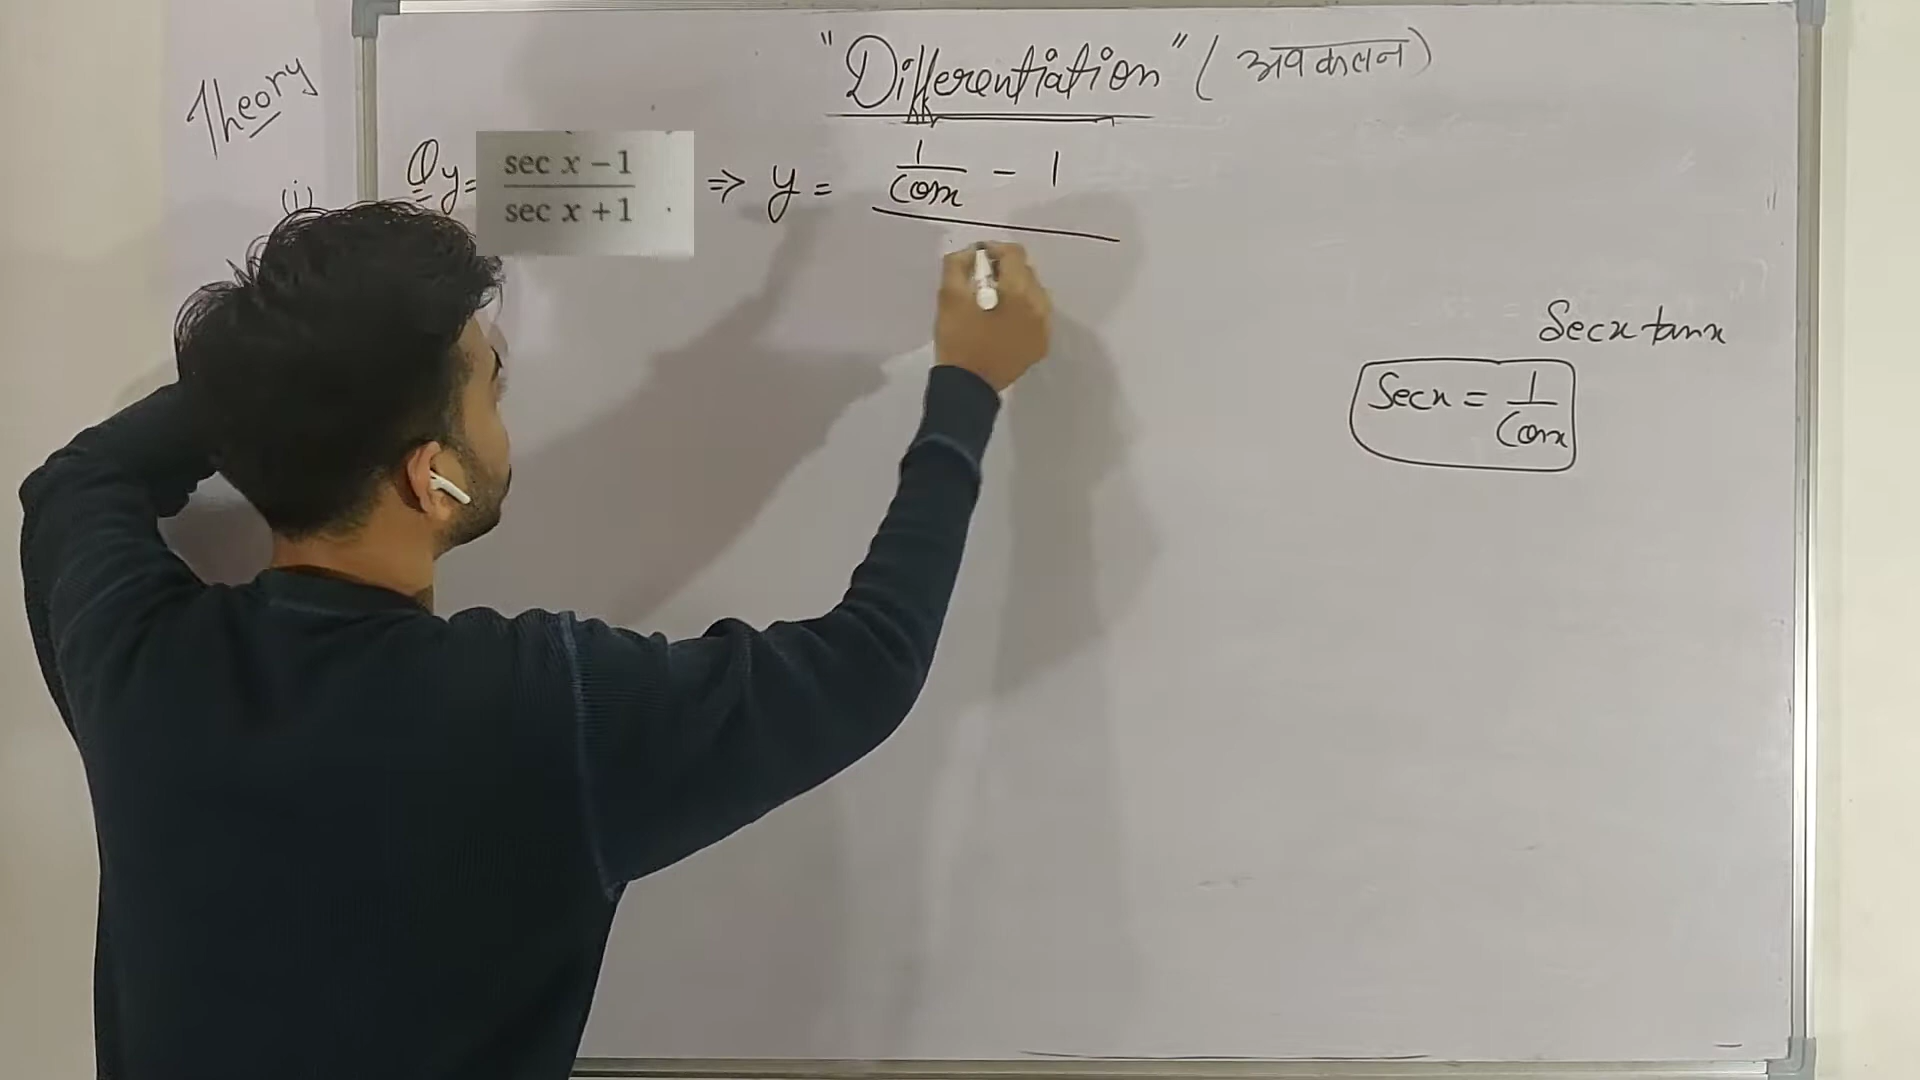 "Differentiation" (अवकलन)
Theory
(i)
Q y = sec x − 1 / sec x + 1 . ⇒ y = 1/Cosx − 1
Secx tanx
Secx = 1/Cosx